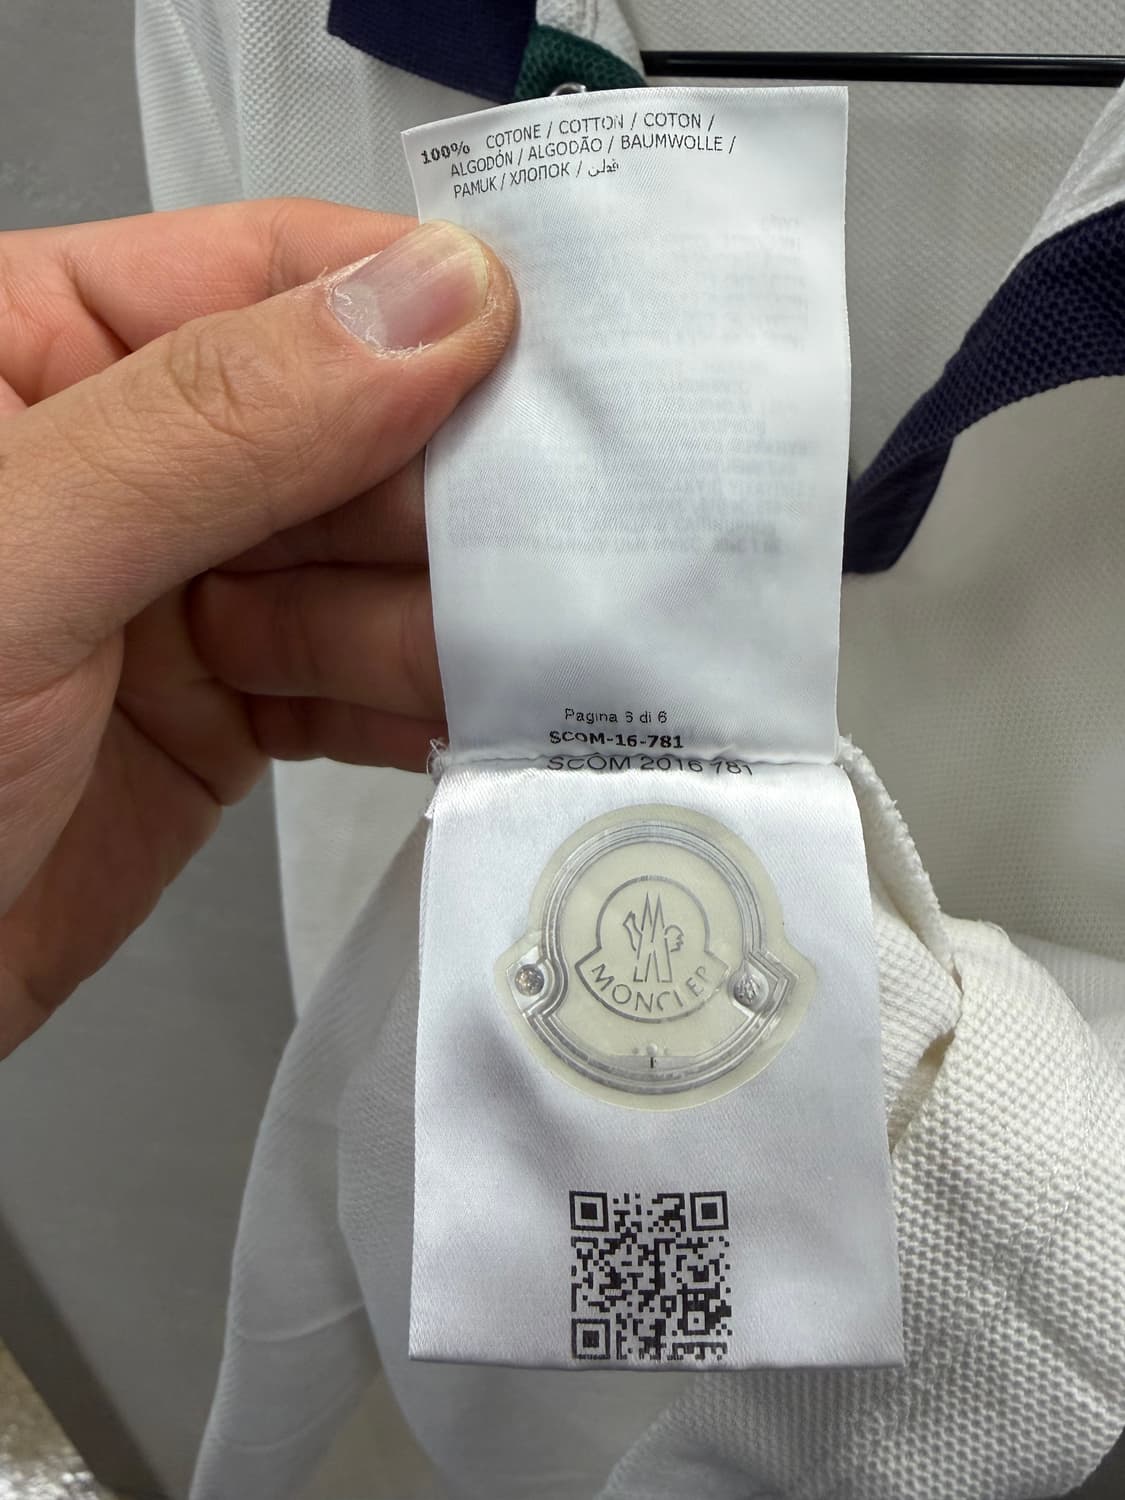 100% COTONE / COTTON / COTON /
ALGODÓN / ALGODÃO / BAUMWOLLE /
PAMUK / ХЛОПОК / قطن
Pagina 6 di 6
SCOM-16-781
SCOM 2016 781
MONCLER